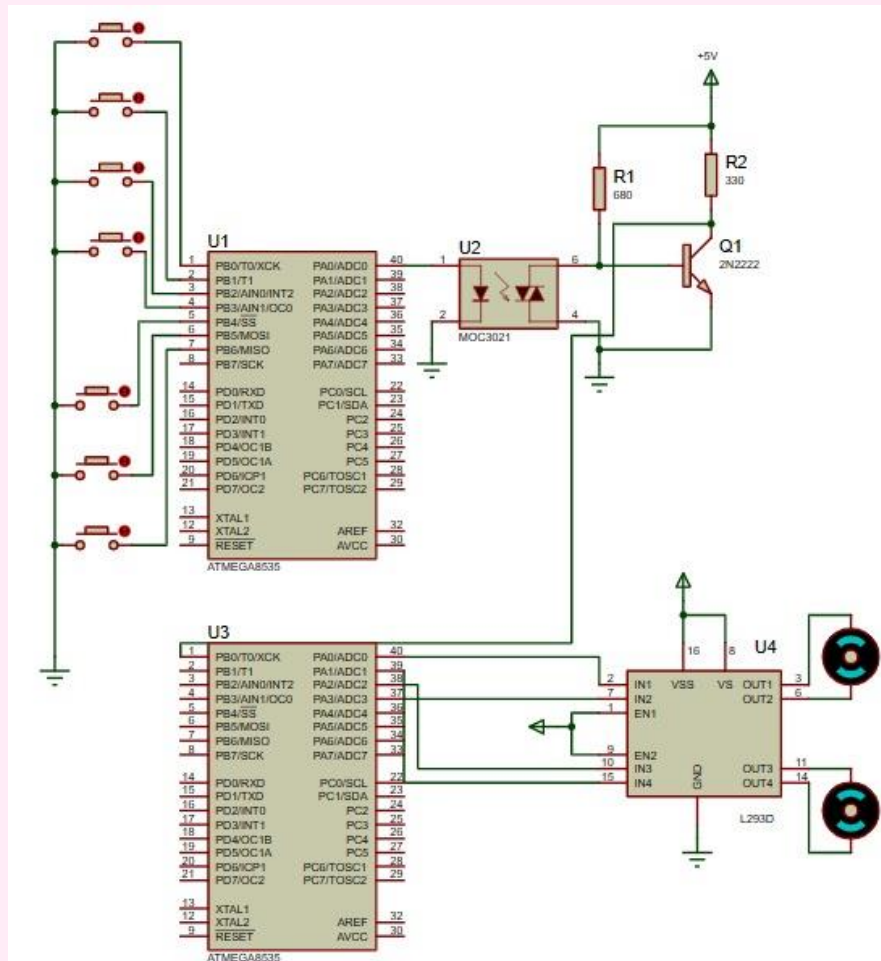 +5V
R1
680
R2
330
Q1
2N2222
U1
1 PB0/T0/XCK PA0/ADC0 40
2 PB1/T1 PA1/ADC1 39
3 PB2/AIN0/INT2 PA2/ADC2 38
4 PB3/AIN1/OC0 PA3/ADC3 37
5 PB4/SS PA4/ADC4 36
6 PB5/MOSI PA5/ADC5 35
7 PB6/MISO PA6/ADC6 34
8 PB7/SCK PA7/ADC7 33
14 PD0/RXD PC0/SCL 22
15 PD1/TXD PC1/SDA 23
16 PD2/INT0 PC2 24
17 PD3/INT1 PC3 25
18 PD4/OC1B PC4 26
19 PD5/OC1A PC5 27
20 PD6/ICP1 PC6/TOSC1 28
21 PD7/OC2 PC7/TOSC2 29
13 XTAL1
12 XTAL2 AREF 32
9 RESET AVCC 30
ATMEGA8535
U2
1 6
2 4
MOC3021
U3
1 PB0/T0/XCK PA0/ADC0 40
2 PB1/T1 PA1/ADC1 39
3 PB2/AIN0/INT2 PA2/ADC2 38
4 PB3/AIN1/OC0 PA3/ADC3 37
5 PB4/SS PA4/ADC4 36
6 PB5/MOSI PA5/ADC5 35
7 PB6/MISO PA6/ADC6 34
8 PB7/SCK PA7/ADC7 33
14 PD0/RXD PC0/SCL 22
15 PD1/TXD PC1/SDA 23
16 PD2/INT0 PC2 24
17 PD3/INT1 PC3 25
18 PD4/OC1B PC4 26
19 PD5/OC1A PC5 27
20 PD6/ICP1 PC6/TOSC1 28
21 PD7/OC2 PC7/TOSC2 29
13 XTAL1
12 XTAL2 AREF 32
9 RESET AVCC 30
ATMEGA8535
U4
16 8
2 IN1 VSS VS OUT1 3
7 IN2 OUT2 6
1 EN1
9 EN2
10 IN3 OUT3 11
15 IN4 GND OUT4 14
L293D